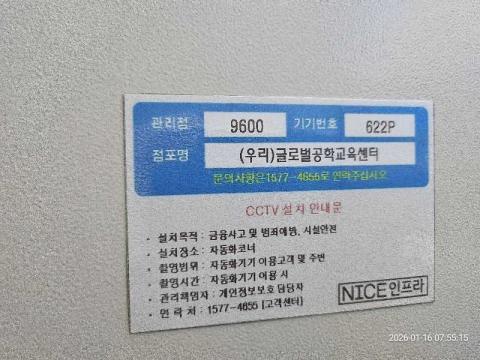 관리점 9600 기기번호 622P
점포명 (우리)글로벌공학교육센터
문의사항은1577-4655로 연락주십시오
CCTV 설치 안내문
· 설치목적 : 금융사고 및 범죄예방, 시설안전
· 설치장소 : 자동화코너
· 촬영범위 : 자동화기기 이용고객 및 주변
· 촬영시간 : 자동화기기 이용 시
· 관리책임자 : 개인정보보호 담당자
· 연 락 처 : 1577-4655 (고객센터)
NICE인프라
2026-01-16 07:55:15